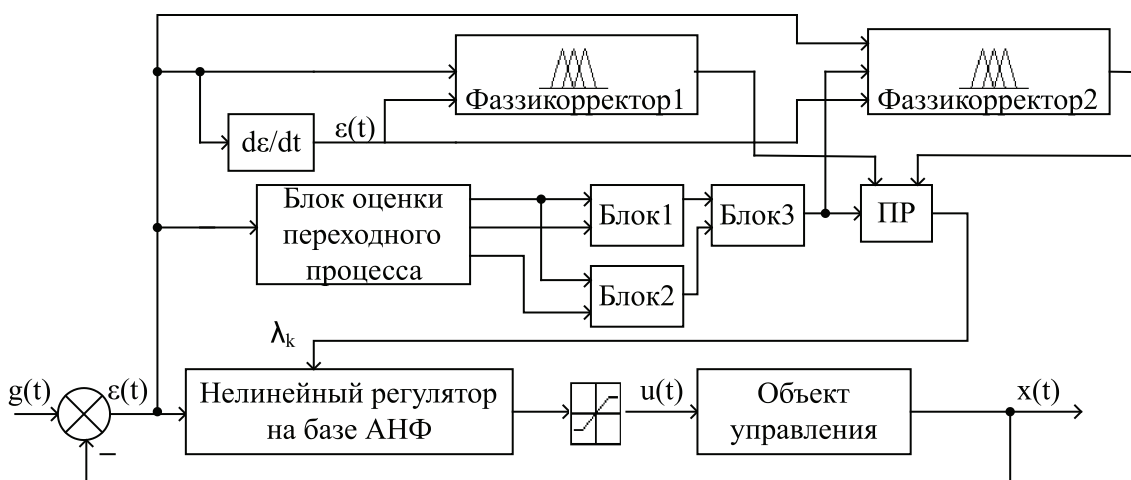 Фаззикорректор1
Фаззикорректор2
dε/dt
ε(t)
Блок оценки
переходного
процесса
Блок1
Блок3
ПР
Блок2
λk
g(t)
ε(t)
Нелинейный регулятор
на базе АНФ
u(t)
Объект
управления
x(t)
–